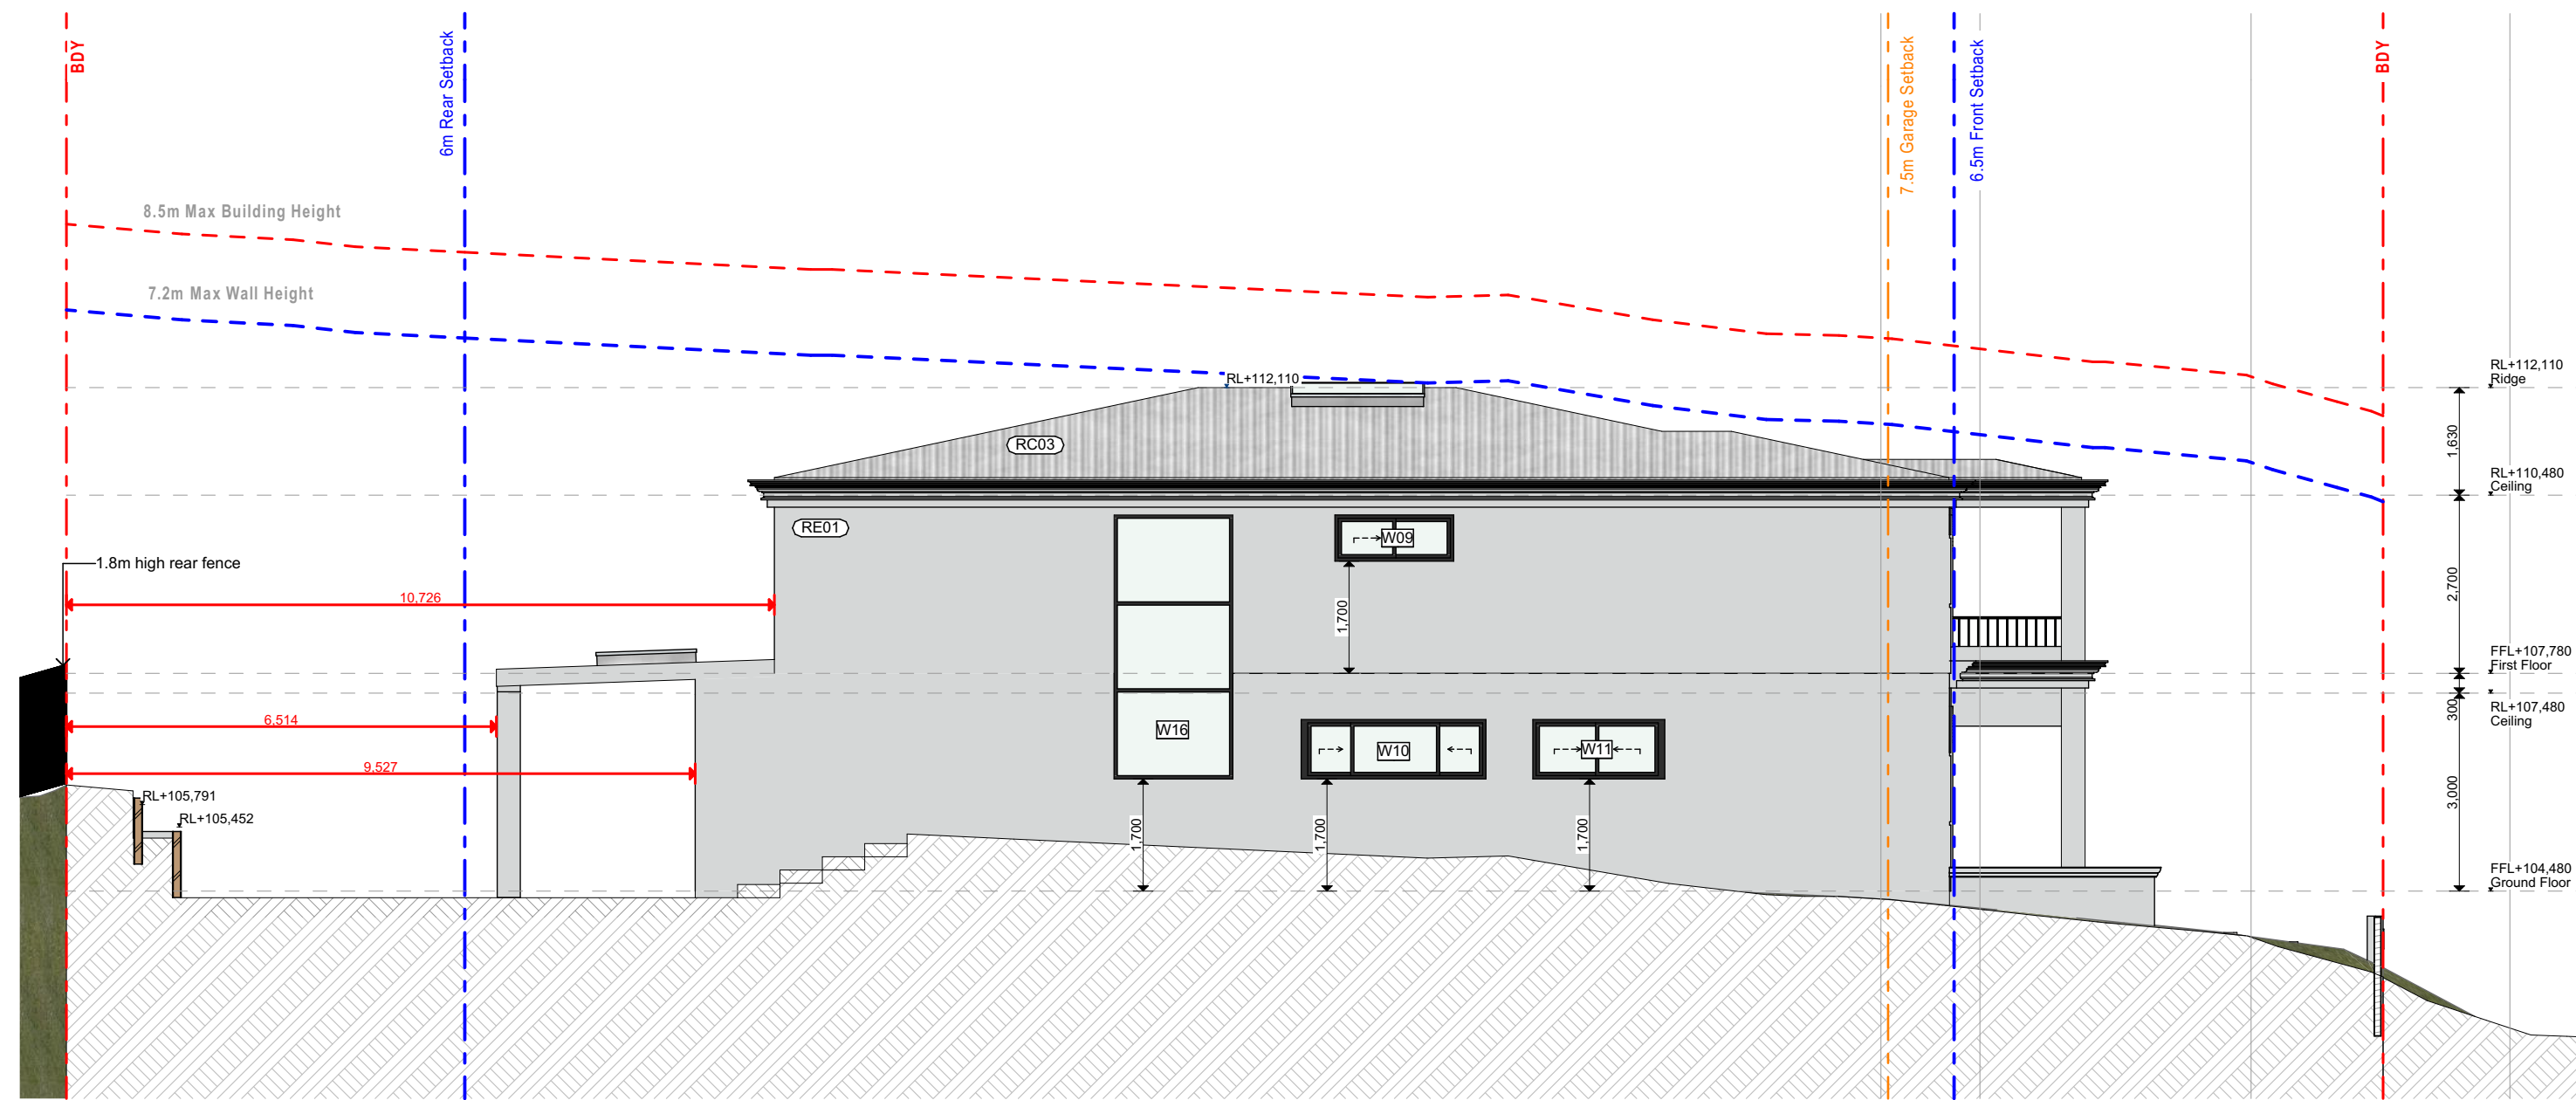 BDY
6m Rear Setback
7.5m Garage Setback
6.5m Front Setback
BDY
8.5m Max Building Height
7.2m Max Wall Height
RL+112,110
RL+112,110
Ridge
1,630
RC03
RL+110,480
Ceiling
RE01
W09
1.8m high rear fence
10,726
1,700
2,700
FFL+107,780
First Floor
300
RL+107,480
Ceiling
6,514
W16
W10
W11
9,527
RL+105,791
RL+105,452
1,700
1,700
1,700
3,000
FFL+104,480
Ground Floor